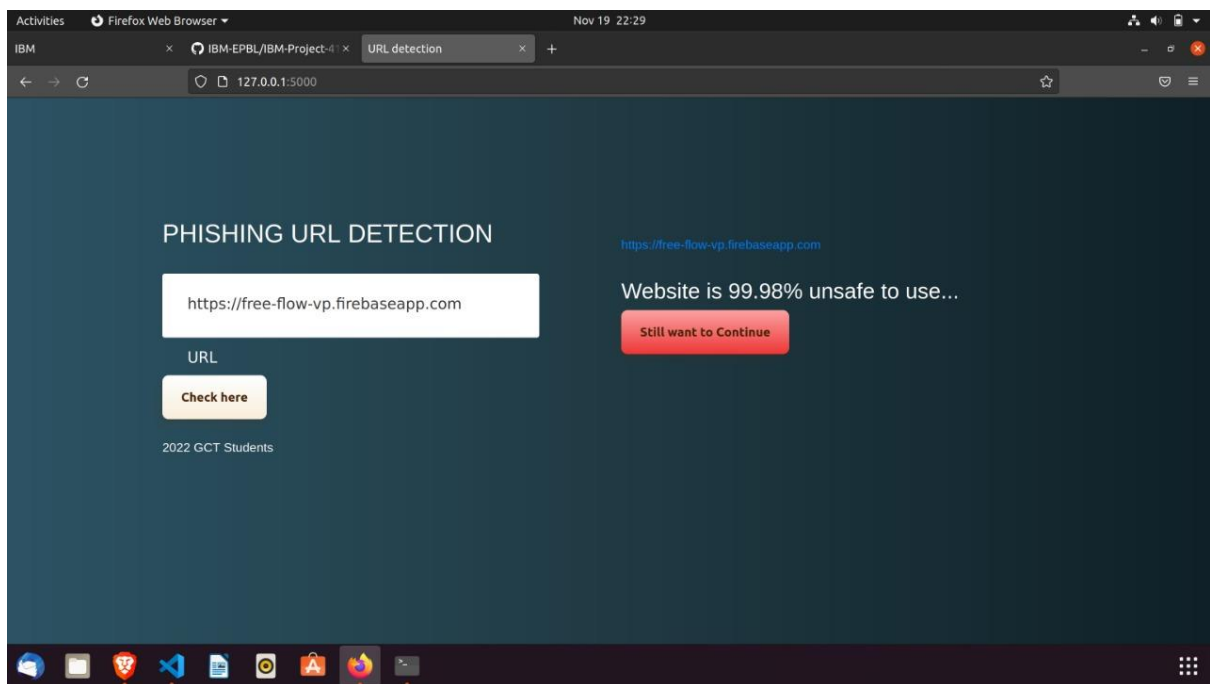 Activities Firefox Web Browser Nov 19 22:29
IBM IBM-EPBL/IBM-Project-41 URL detection
127.0.0.1:5000
PHISHING URL DETECTION
https://free-flow-vp.firebaseapp.com
URL
Check here
2022 GCT Students
https://free-flow-vp.firebaseapp.com
Website is 99.98% unsafe to use...
Still want to Continue